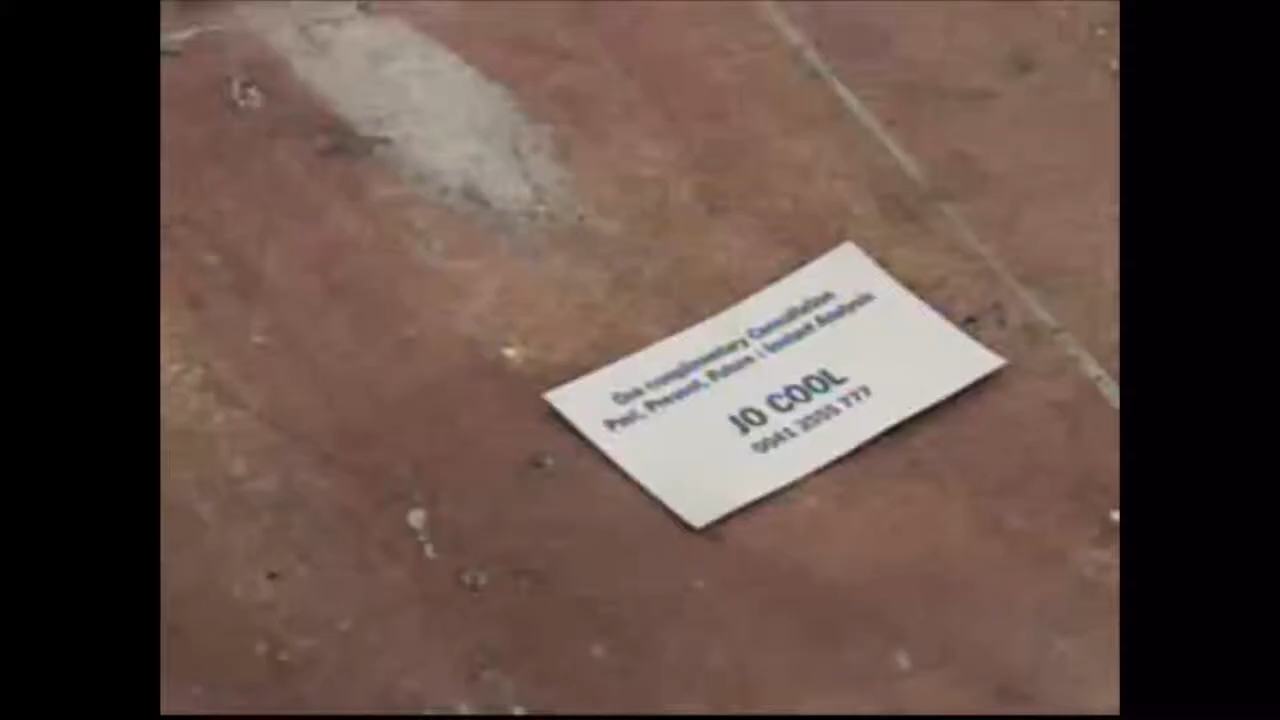 One complimentary Consultation
Past, Present, Future / Instant Analysis
JO COOL
0041 2555 777